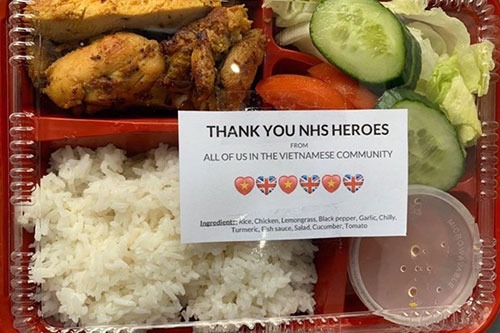 THANK YOU NHS HEROES
FROM
ALL OF US IN THE VIETNAMESE COMMUNITY
Ingredients: Rice, Chicken, Lemongrass, Black pepper, Garlic, Chilly,
Turmeric, Fish sauce, Salad, Cucumber, Tomato